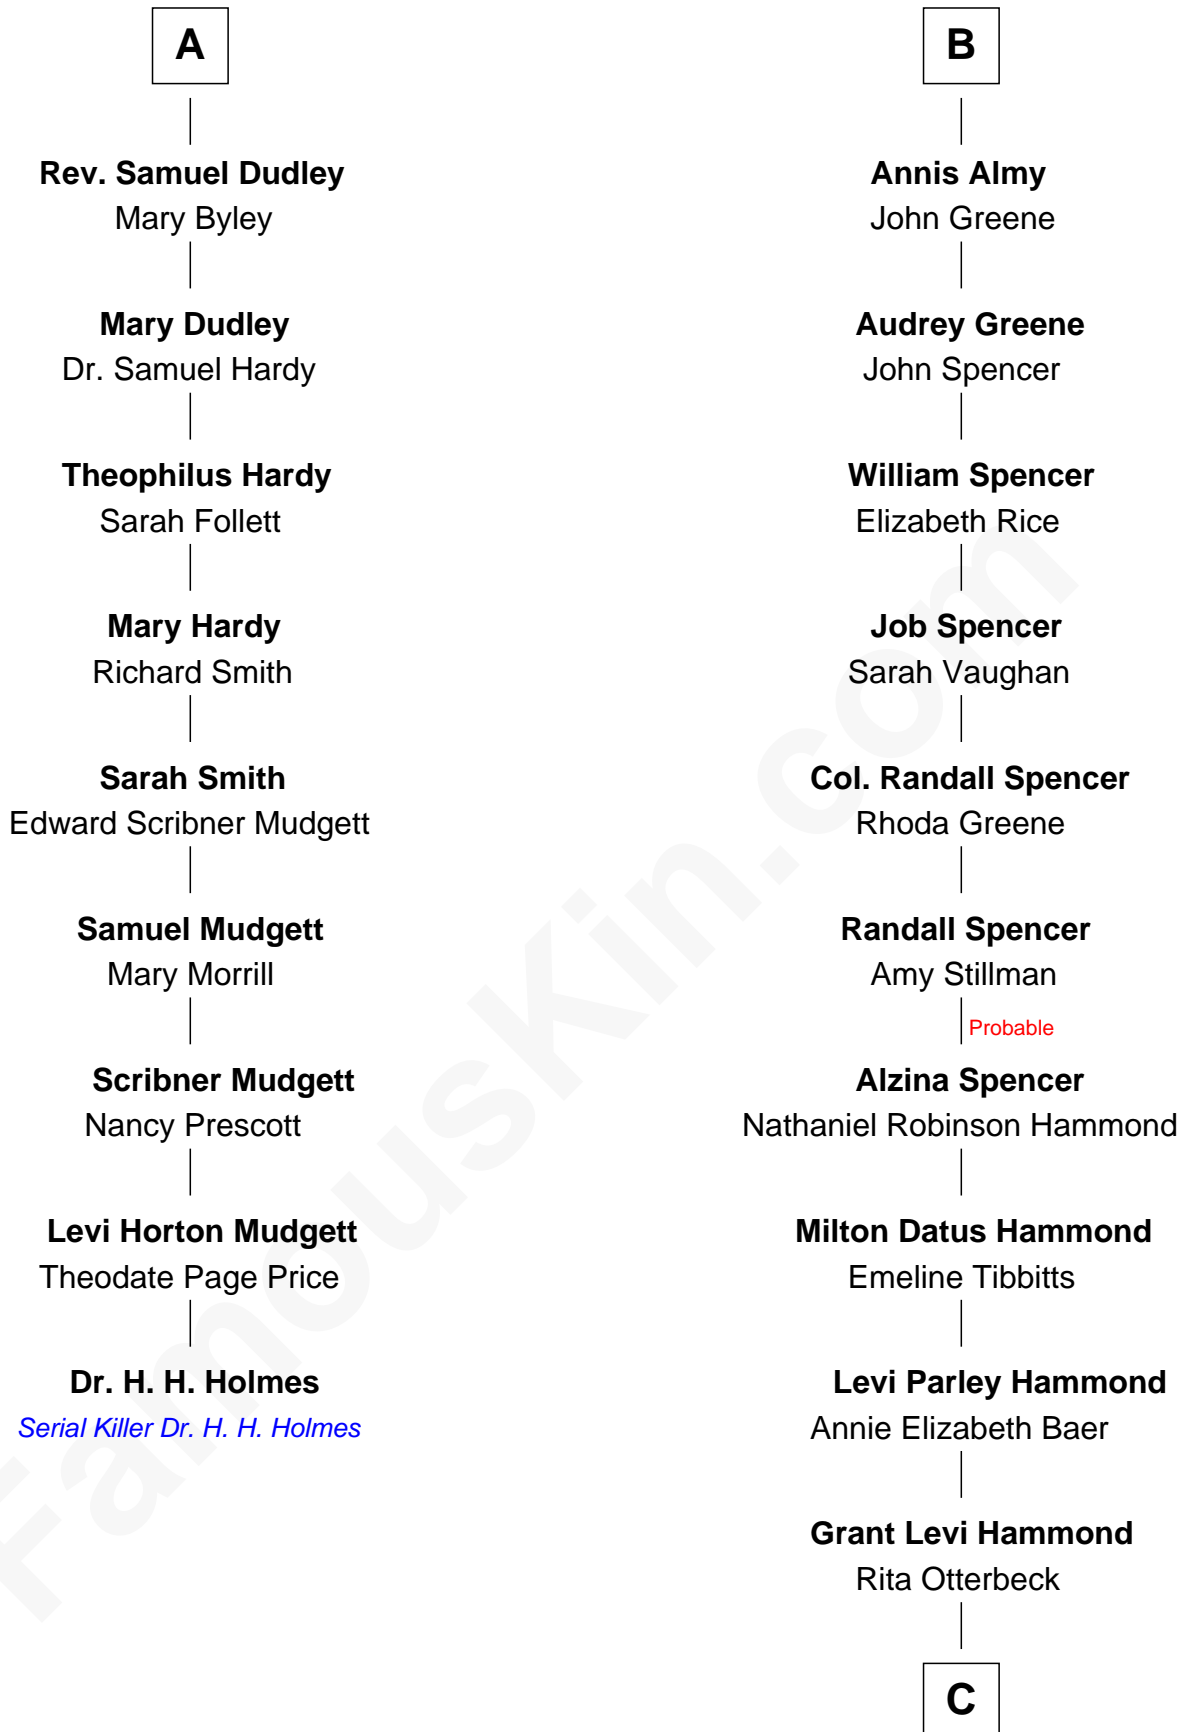 A
Rev. Samuel Dudley
Mary Byley
Mary Dudley
Dr. Samuel Hardy
Theophilus Hardy
Sarah Follett
Mary Hardy
Richard Smith
Sarah Smith
Edward Scribner Mudgett
Samuel Mudgett
Mary Morrill
Scribner Mudgett
Nancy Prescott
Levi Horton Mudgett
Theodate Page Price
Dr. H. H. Holmes
Serial Killer Dr. H. H. Holmes
B
Annis Almy
John Greene
Audrey Greene
John Spencer
William Spencer
Elizabeth Rice
Job Spencer
Sarah Vaughan
Col. Randall Spencer
Rhoda Greene
Randall Spencer
Amy Stillman
Probable
Alzina Spencer
Nathaniel Robinson Hammond
Milton Datus Hammond
Emeline Tibbitts
Levi Parley Hammond
Annie Elizabeth Baer
Grant Levi Hammond
Rita Otterbeck
C
FamousKin.com